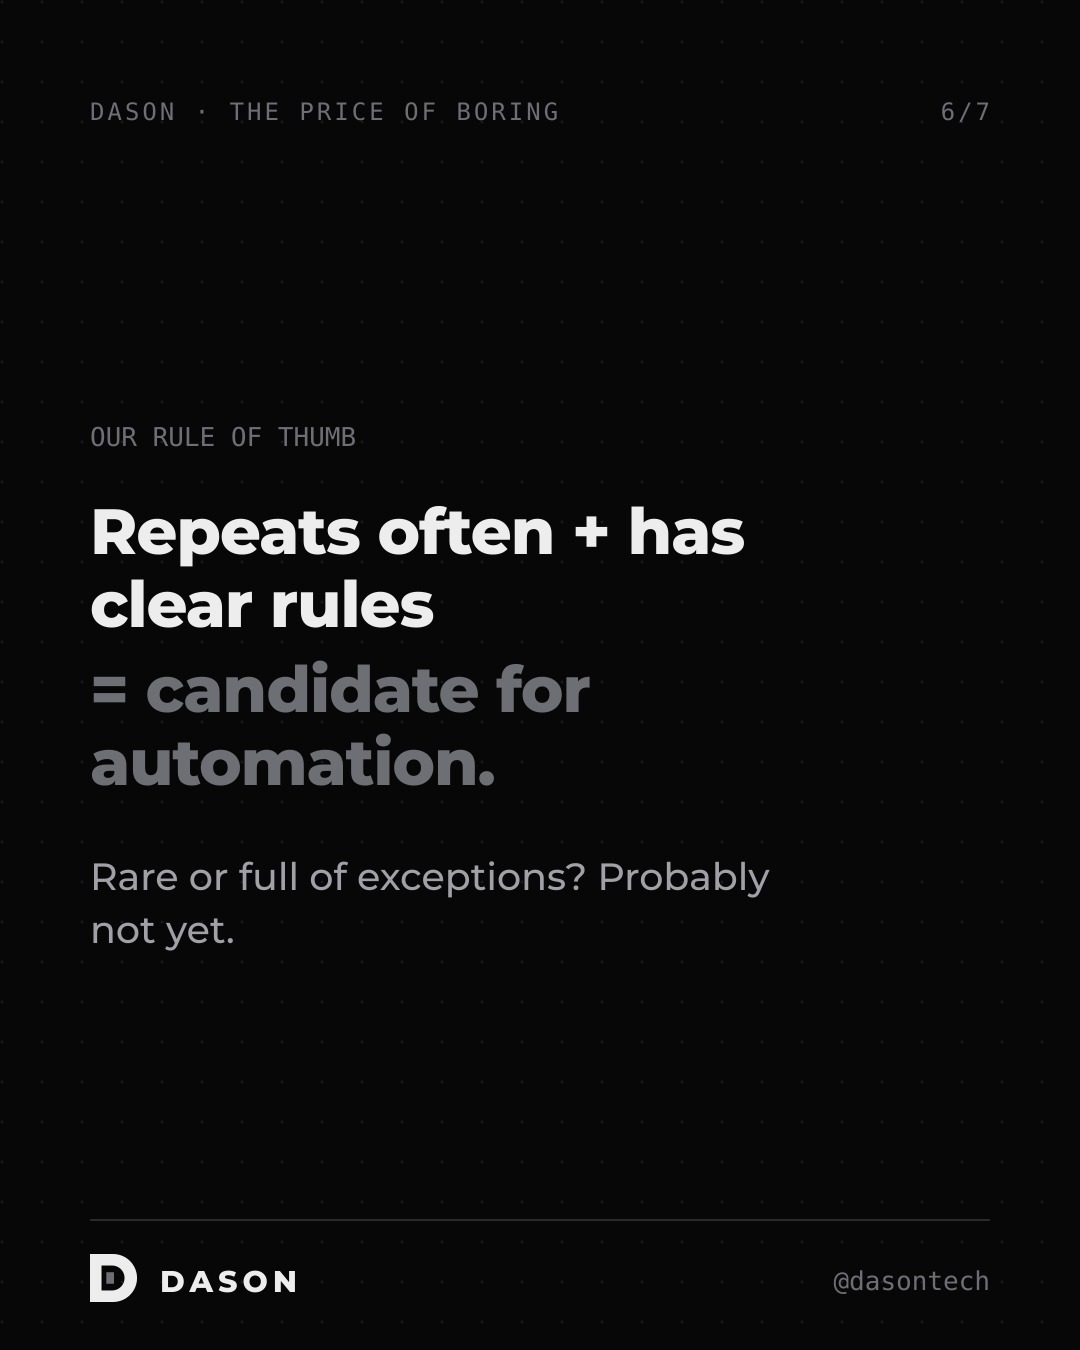 DASON · THE PRICE OF BORING
6/7
OUR RULE OF THUMB
Repeats often + has
clear rules
= candidate for
automation.
Rare or full of exceptions? Probably
not yet.
DASON
@dasontech